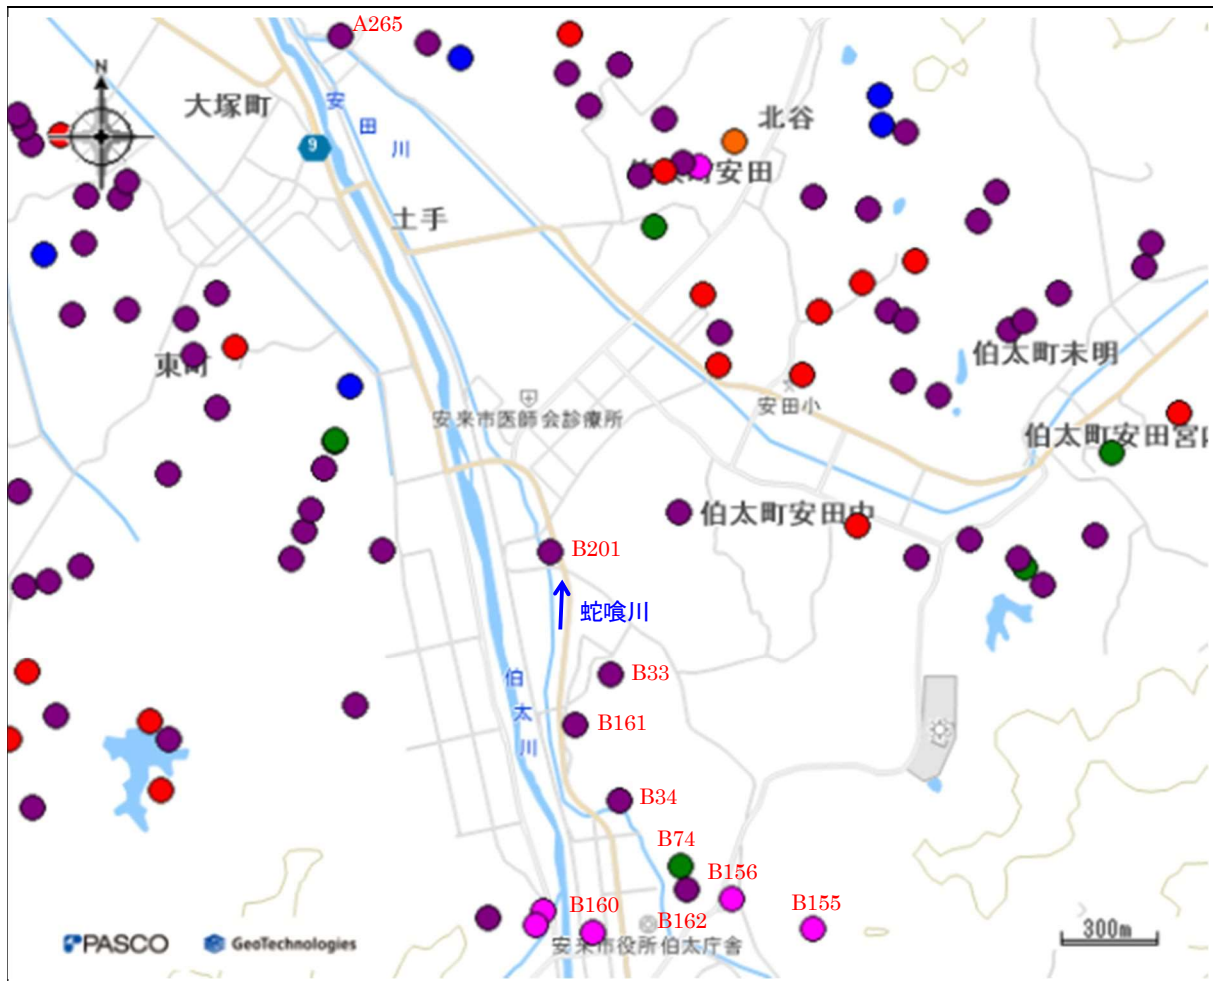 A265
N
大塚町
安
田
川
9
北谷
町安田
土手
東町
伯太町未明
安来市医師会診療所
安田小
伯太町安田宮
伯太町安田中
B201
蛇喰川
B33
伯
太
川
B161
B34
B74
B156
B160
B162
B155
安来市役所伯太庁舎
PASCO
GeoTechnologies
300m